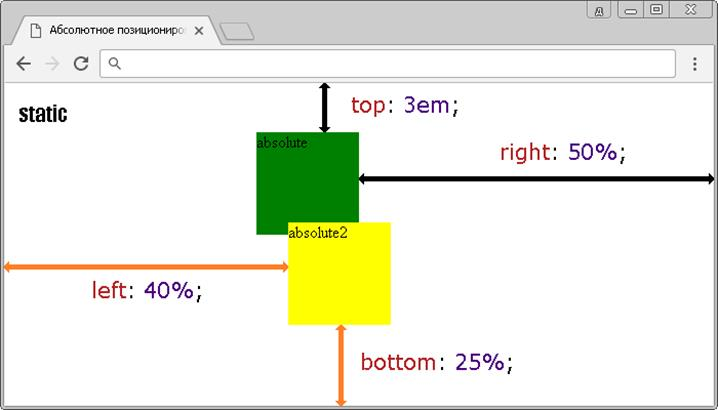 д
Абсолютное позициониро
static
top: 3em;
absolute
right: 50%;
absolute2
left: 40%;
bottom: 25%;